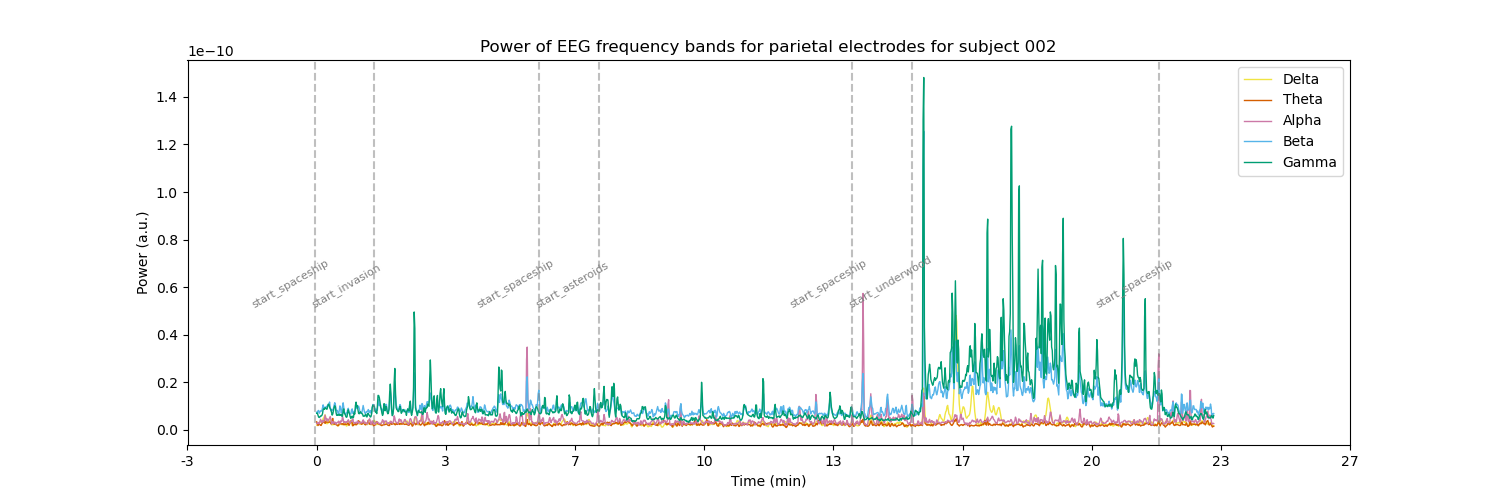 Power of EEG frequency bands for parietal electrodes for subject 002
1e−10
Delta
Theta
Alpha
Beta
Gamma
1.4
1.2
1.0
0.8
0.6
0.4
0.2
0.0
Power (a.u.)
start_spaceship
start_invasion
start_spaceship
start_asteroids
start_spaceship
start_underwood
start_spaceship
-3
0
3
7
10
13
17
20
23
27
Time (min)